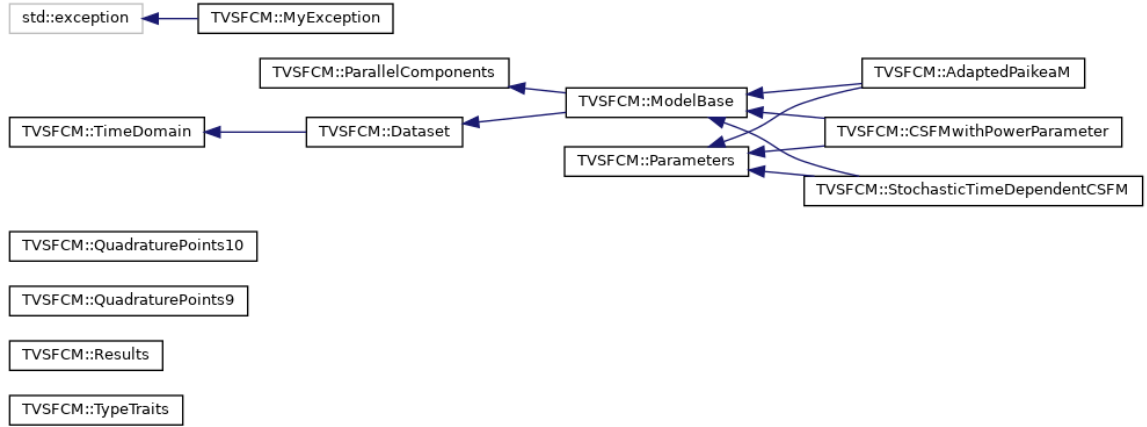 std::exception
TVSFCM::MyException
TVSFCM::ParallelComponents
TVSFCM::AdaptedPaikeaM
TVSFCM::ModelBase
TVSFCM::TimeDomain
TVSFCM::Dataset
TVSFCM::CSFMwithPowerParameter
TVSFCM::Parameters
TVSFCM::StochasticTimeDependentCSFM
TVSFCM::QuadraturePoints10
TVSFCM::QuadraturePoints9
TVSFCM::Results
TVSFCM::TypeTraits